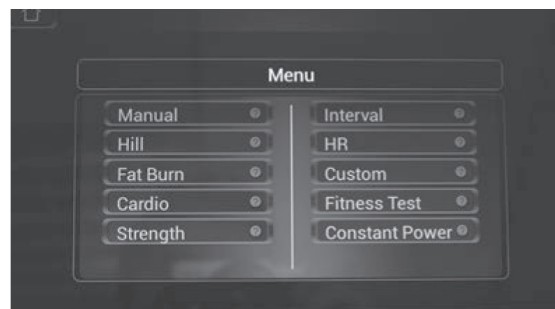 Menu
Manual
Hill
Fat Burn
Cardio
Strength
Interval
HR
Custom
Fitness Test
Constant Power